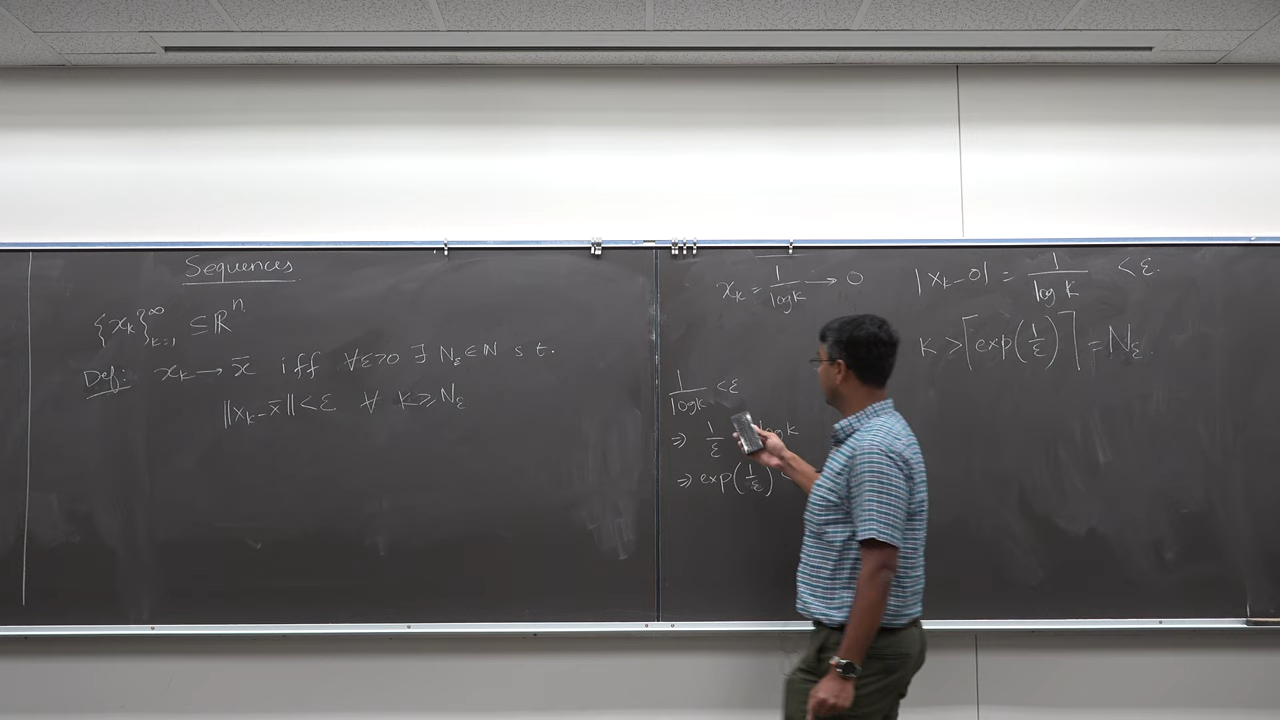 Sequences
{x_k}_{k=1}^∞ ⊆ ℝ^n
Def: x_k → x̄ iff ∀ε>0 ∃ N_ε ∈ ℕ s t.
||x_k - x̄|| < ε ∀ k ≥ N_ε
x_k = 1/log k → 0
|x_k - 0| = 1/log k < ε.
k > ⌈exp(1/ε)⌉ = N_ε.
1/log k < ε
⇒ 1/ε log k
⇒ exp(1/ε) <